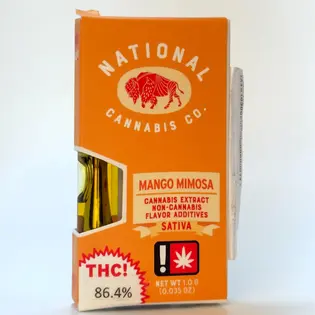 NATIONAL
CANNABIS CO.
MANGO MIMOSA
CANNABIS EXTRACT
NON-CANNABIS
FLAVOR ADDITIVES
SATIVA
THC!
86.4%
!
NET WT 1.0 G
(0.035 OZ)